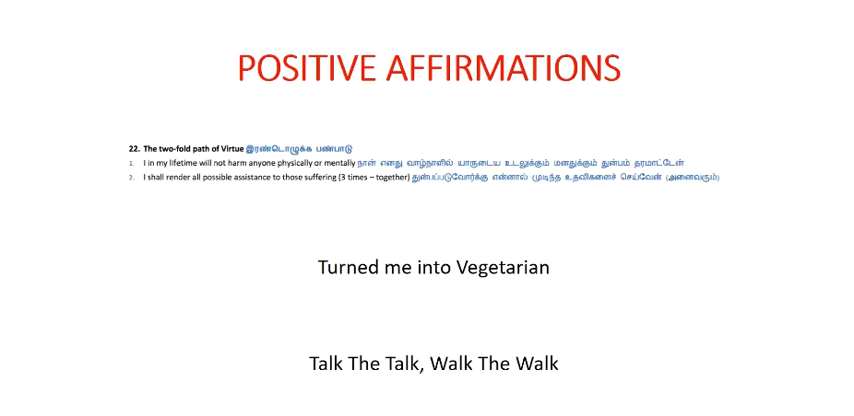 POSITIVE AFFIRMATIONS
22. The two-fold path of Virtue இரண்டொழுக்க பண்பாடு
1. I in my lifetime will not harm anyone physically or mentally நான் எனது வாழ்நாளில் யாருடைய உடலுக்கும் மனதுக்கும் துன்பம் தரமாட்டேன்
2. I shall render all possible assistance to those suffering (3 times – together) துன்பப்படுவோர்க்கு என்னால் முடிந்த உதவிகளைச் செய்வேன் (அனைவரும்)
Turned me into Vegetarian
Talk The Talk, Walk The Walk